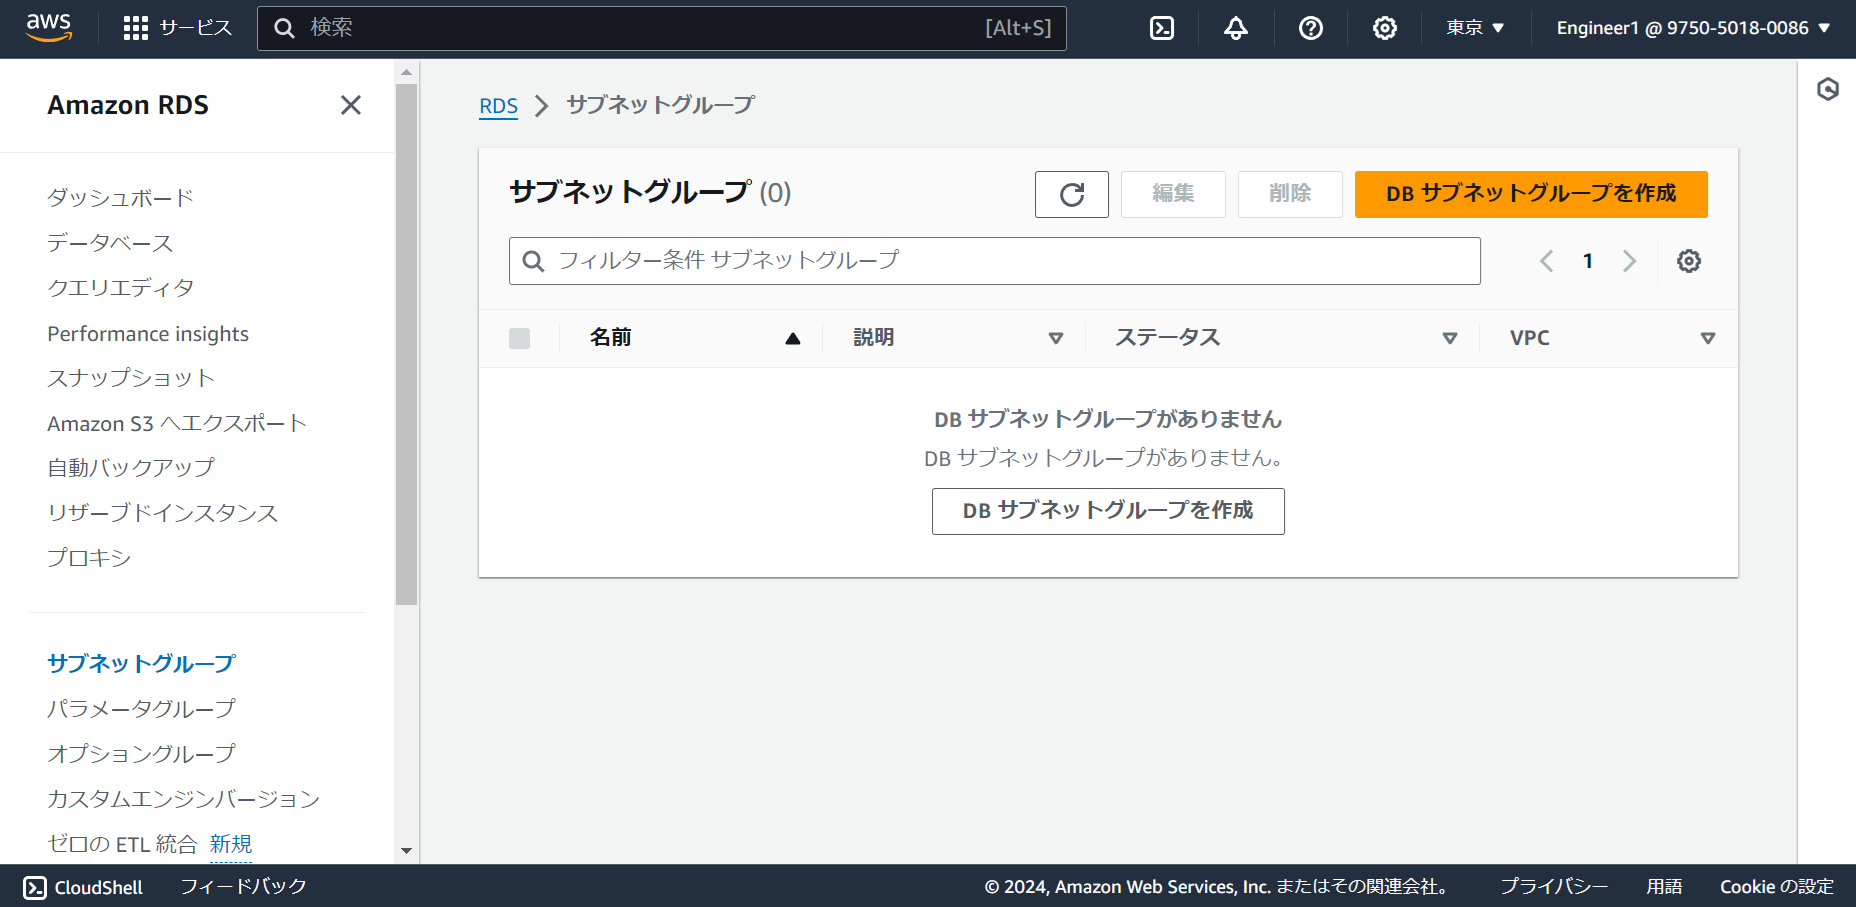 aws
サービス
検索
[Alt+S]
東京
Engineer1 @ 9750-5018-0086
Amazon RDS
ダッシュボード
データベース
クエリエディタ
Performance insights
スナップショット
Amazon S3 へエクスポート
自動バックアップ
リザーブドインスタンス
プロキシ
サブネットグループ
パラメータグループ
オプショングループ
カスタムエンジンバージョン
ゼロの ETL 統合 新規
RDS サブネットグループ
サブネットグループ (0)
編集
削除
DB サブネットグループを作成
フィルター条件 サブネットグループ
1
名前
説明
ステータス
VPC
DB サブネットグループがありません
DB サブネットグループがありません。
DB サブネットグループを作成
CloudShell
フィードバック
© 2024, Amazon Web Services, Inc. またはその関連会社。
プライバシー
用語
Cookie の設定